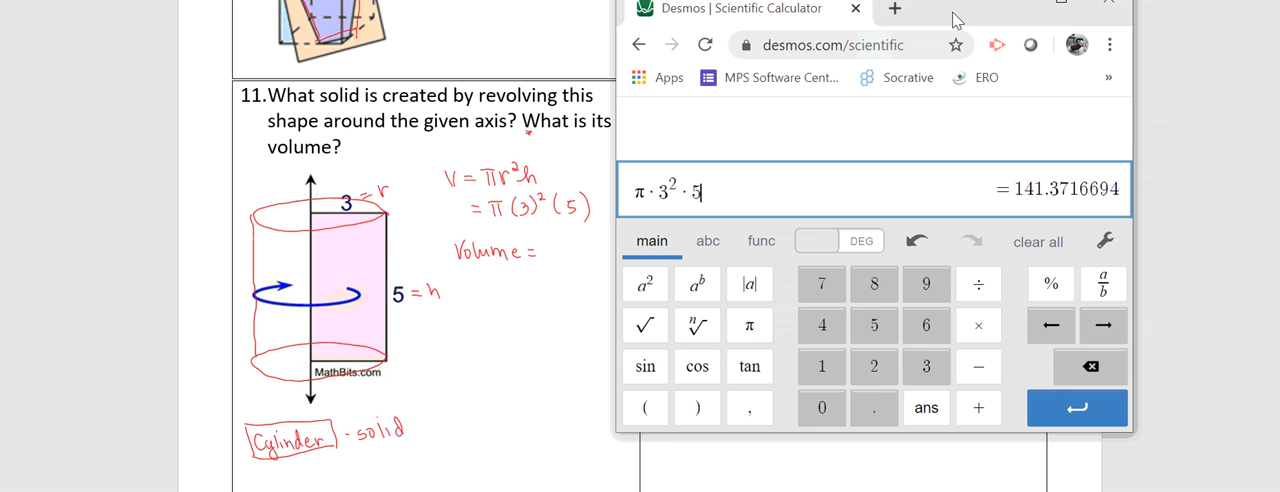 Desmos | Scientific Calculator
desmos.com/scientific
Apps
MPS Software Cent...
Socrative
ERO
»
11.What solid is created by revolving this
shape around the given axis? What is its
volume?
3 = r
5 = h
MathBits.com
Cylinder - solid
V = πr²h
= π (3)² (5)
Volume =
π · 3² · 5
= 141.3716694
main abc func DEG clear all
a² aᵇ |a| 7 8 9 ÷ % a/b
√ ⁿ√ π 4 5 6 × ← →
sin cos tan 1 2 3 −
( ) , 0 . ans +